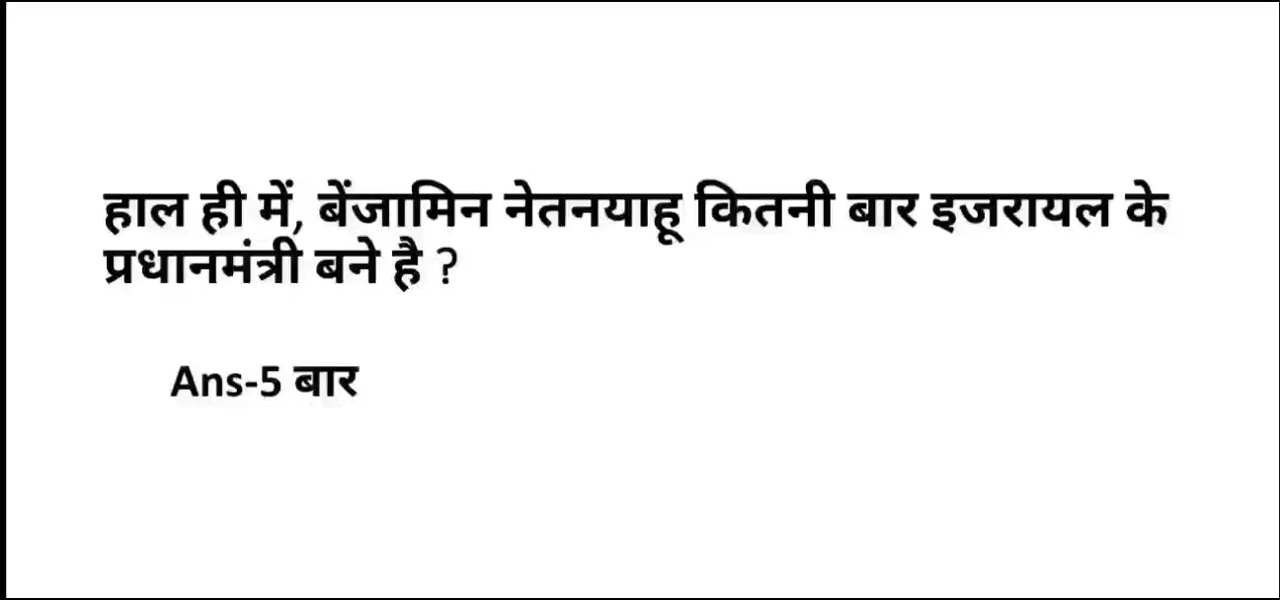 हाल ही में, बेंजामिन नेतनयाहू कितनी बार इजरायल के
प्रधानमंत्री बने है ?
Ans-5 बार